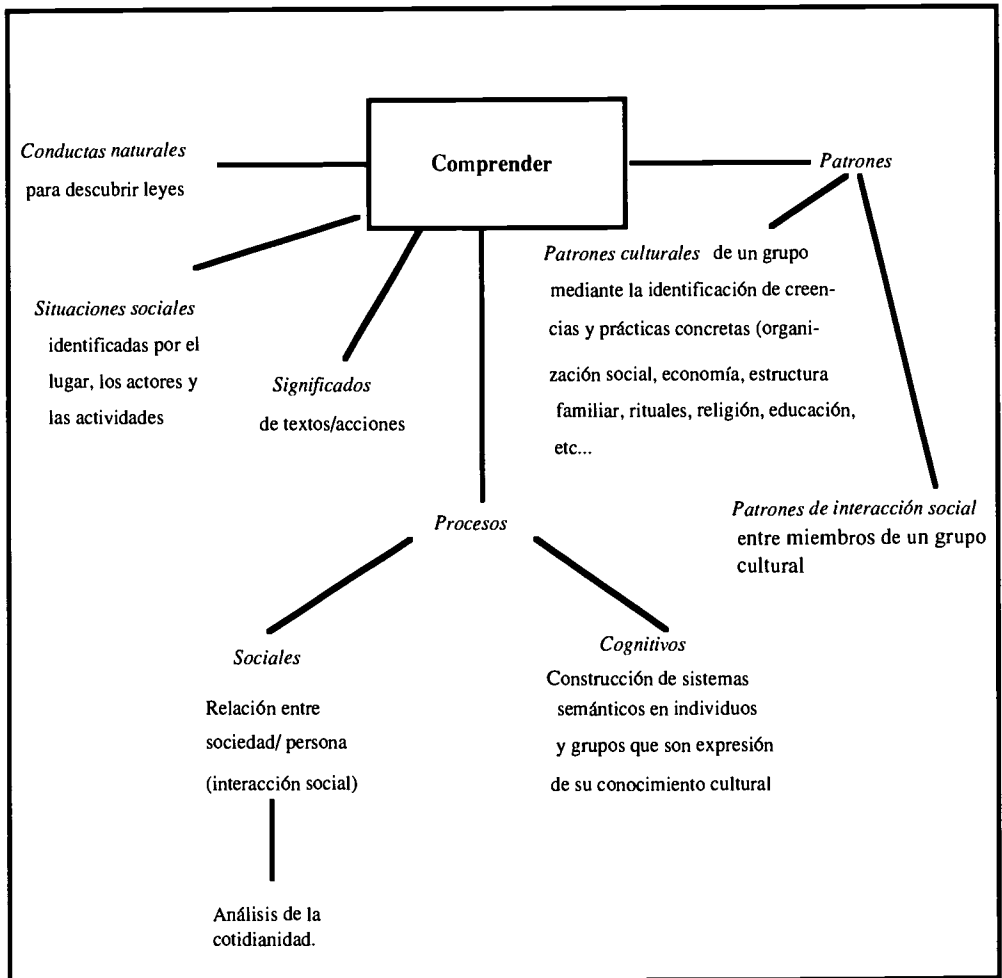 Comprender
Conductas naturales
para descubrir leyes
Situaciones sociales
identificadas por el
lugar, los actores y
las actividades
Significados
de textos/acciones
Patrones
Patrones culturales de un grupo
mediante la identificación de creen-
cias y prácticas concretas (organi-
zación social, economía, estructura
familiar, rituales, religión, educación,
etc...
Patrones de interacción social
entre miembros de un grupo
cultural
Procesos
Sociales
Relación entre
sociedad/ persona
(interacción social)
Análisis de la
cotidianidad.
Cognitivos
Construcción de sistemas
semánticos en individuos
y grupos que son expresión
de su conocimiento cultural